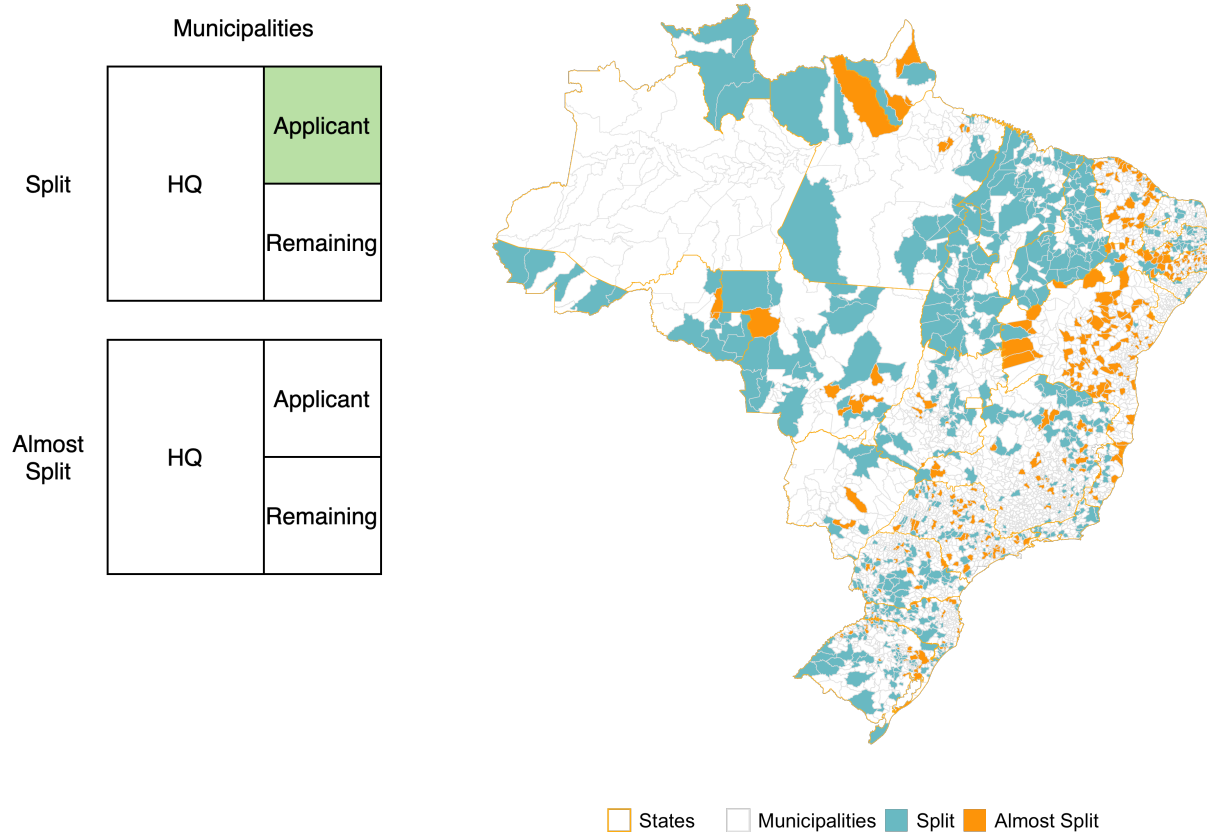 Municipalities
Split
HQ
Applicant
Remaining
Almost
Split
HQ
Applicant
Remaining
States
Municipalities
Split
Almost Split